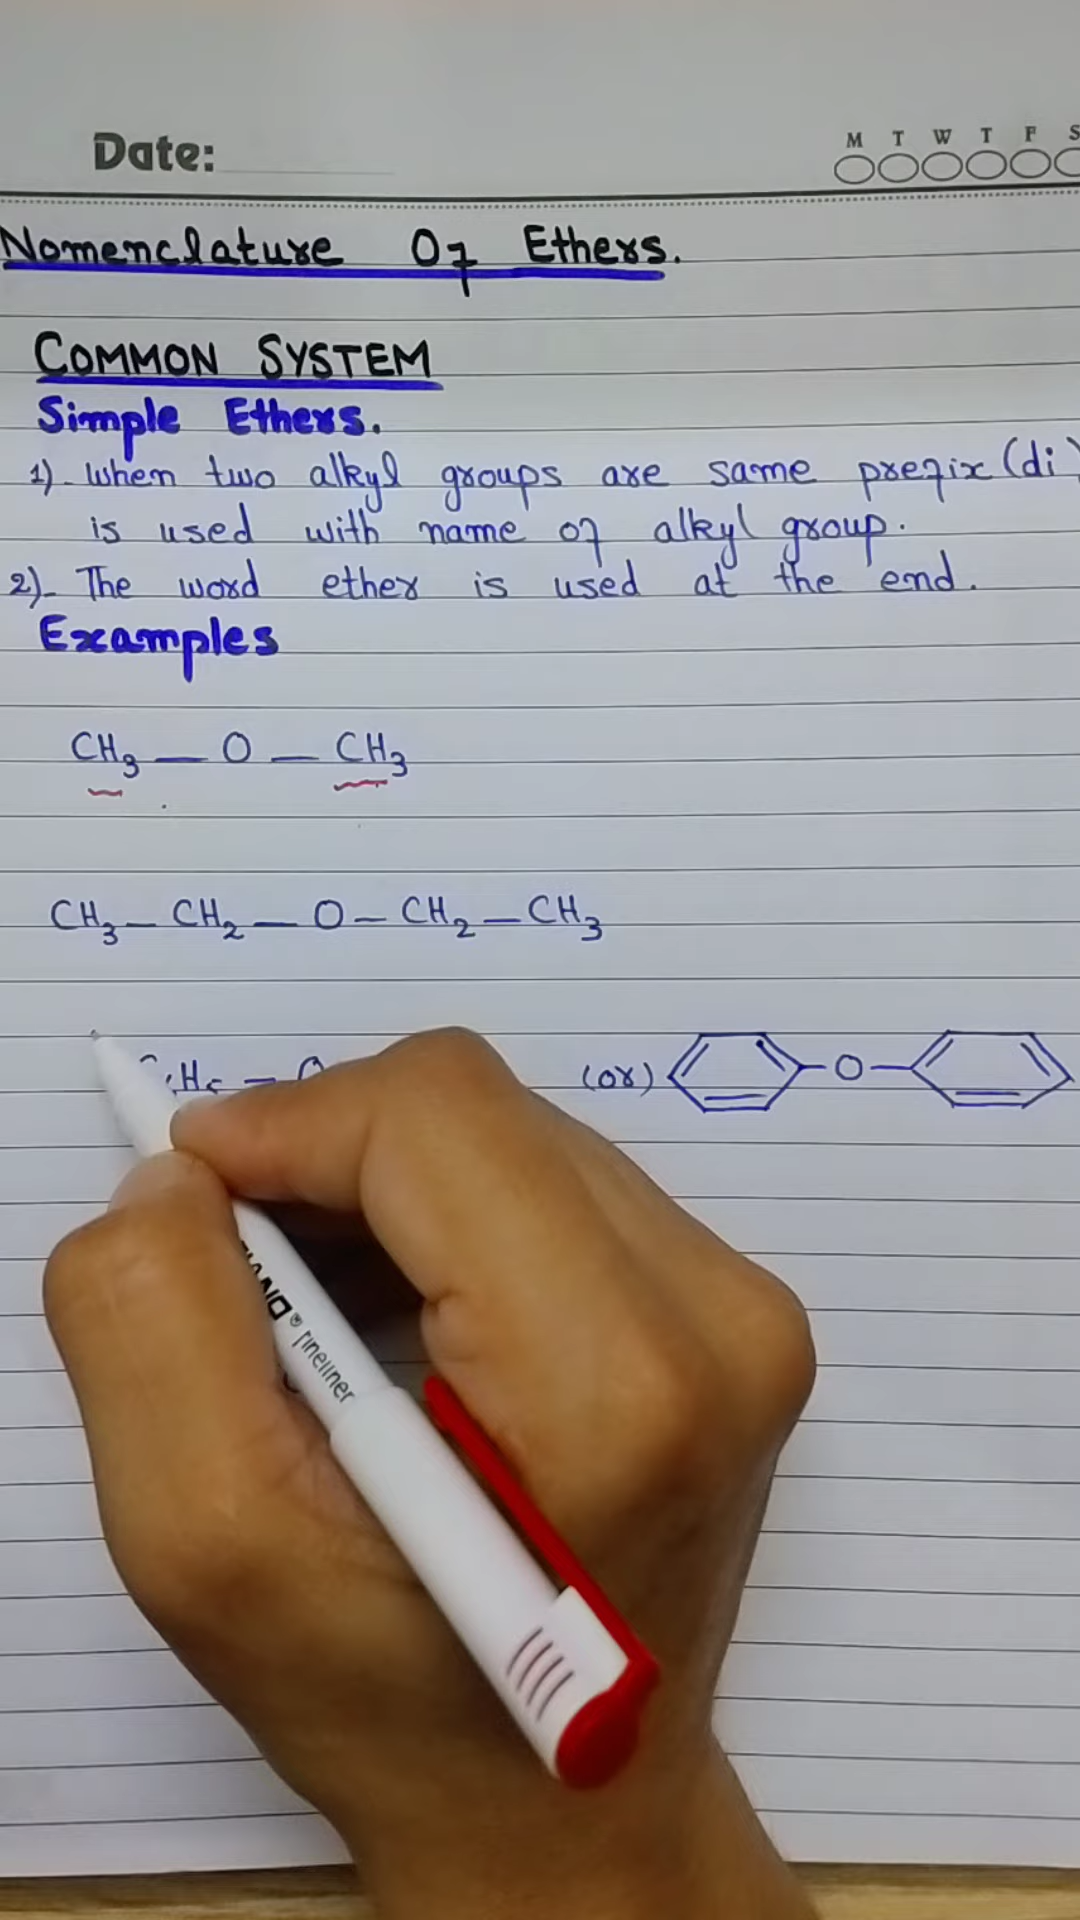 Date:
M T W T F S
Nomenclature Of Ethers.
COMMON SYSTEM
Simple Ethers.
1)- when two alkyl groups are same prefix (di)
is used with name of alkyl group.
2)- The word ether is used at the end.
Examples
CH₃ — O — CH₃
CH₃ — CH₂ — O — CH₂ — CH₃
(or) — O —
fineliner